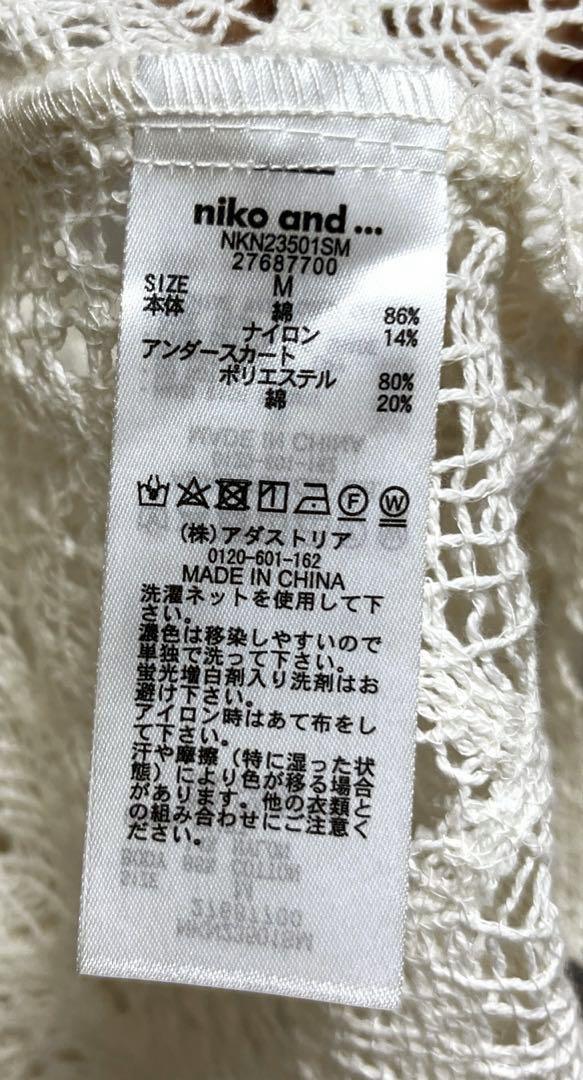 niko and ...
NKN23501SM
27687700
SIZE M
本体 綿 86%
ナイロン 14%
アンダースカート
ポリエステル 80%
綿 20%
F W
(株)アダストリア
0120-601-162
MADE IN CHINA
洗濯ネットを使用して下
さい。
濃色は移染しやすいので
単独で洗って下さい。
蛍光増白剤入り洗剤はお
避け下さい。
アイロン時はあて布をし
て下さい。
汗や摩擦(特に湿った状
態)により色が移る場合
があります。他の衣類と
の組み合わせにご注意く
ださい。